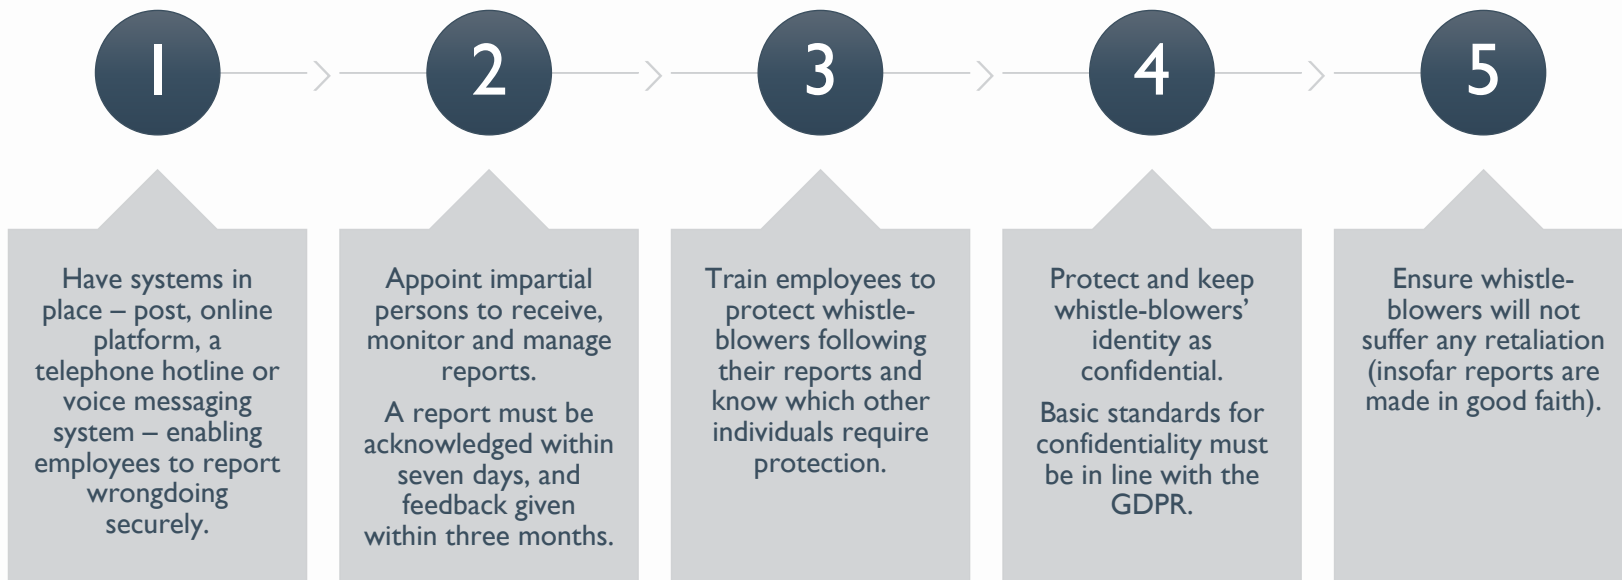 1
Have systems in
place – post, online
platform, a
telephone hotline or
voice messaging
system – enabling
employees to report
wrongdoing
securely.
2
Appoint impartial
persons to receive,
monitor and manage
reports.
A report must be
acknowledged within
seven days, and
feedback given
within three months.
3
Train employees to
protect whistle-
blowers following
their reports and
know which other
individuals require
protection.
4
Protect and keep
whistle-blowers’
identity as
confidential.
Basic standards for
confidentiality must
be in line with the
GDPR.
5
Ensure whistle-
blowers will not
suffer any retaliation
(insofar reports are
made in good faith).